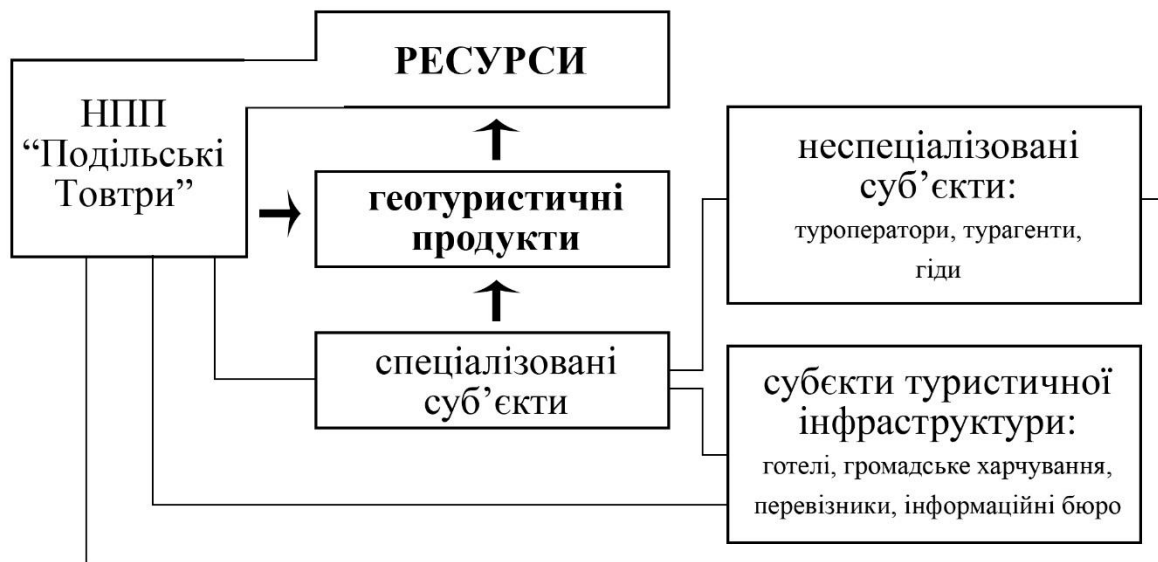 РЕСУРСИ
НПП
“Подільські
Товтри”
геотуристичні
продукти
спеціалізовані
суб’єкти
неспеціалізовані
суб’єкти:
туроператори, турагенти,
гіди
субєкти туристичної
інфраструктури:
готелі, громадське харчування,
перевізники, інформаційні бюро